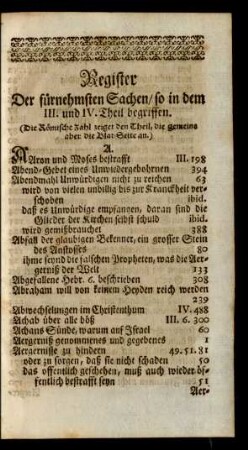 Register
Der fürnehmsten Sachen/ so in dem
III. und IV. Theil begriffen.
(Die Römische Zahl zeiget den Theil, die gemeine
aber die Blat-Seite an.)
A.
AAron und Moses bestrafft III. 198
Abend-Gebet eines Unwidergebohrnen 394
Abendmahl Unwürdigen nicht zu reichen 63
wird von vielen unbillig bis zur Kranckheit ver-
schoben ibid.
daß es Unwürdige empfangen, daran sind die
Glieder der Kirchen selbst schuld ibid.
wird gemißbrauchet 388
Abfall der glaubigen Bekenner, ein grosser Stein
des Anstosses 80
ihme seynd die falschen Propheten, was die Aer-
gerniß der Welt 133
Abgefallene Hebr. 6. beschrieben 308
Abraham will von keinem Heyden reich werden
239
Abwechselungen im Christenthum IV. 488
Achab über alle böß III. 6. 300
Achans Sünde, warum auf Israel 60
Aergerniß genommenes und gegebenes 1
Aergernisse zu hindern 49. 51. 81
oder zu sorgen, daß sie nicht schaden 50
das offentlich geschehen, muß auch wieder öf-
fentlich bestrafft seyn 51
Aer-